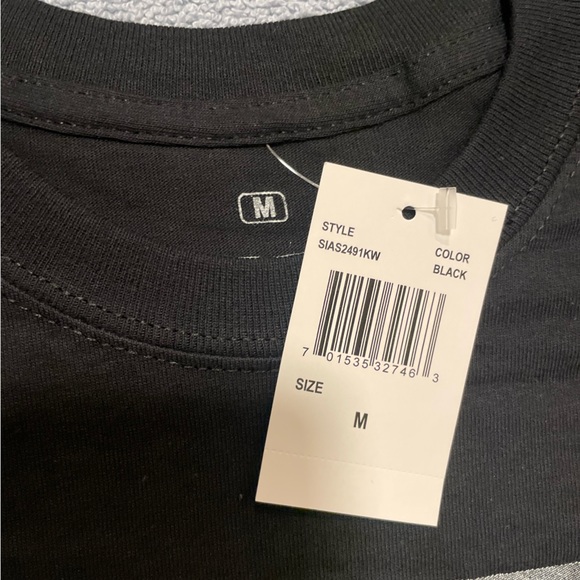 M
STYLE
SIAS2491KW
COLOR
BLACK
7 01535 32746 3
SIZE
M